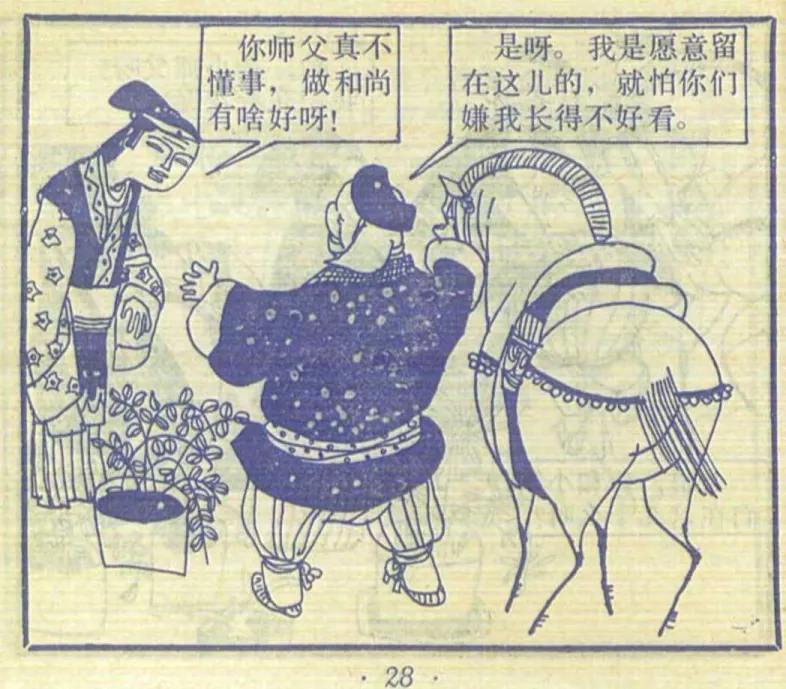 你师父真不
懂事，做和尚
有啥好呀！
是呀。我是愿意留
在这儿的，就怕你们
嫌我长得不好看。
· 28 ·